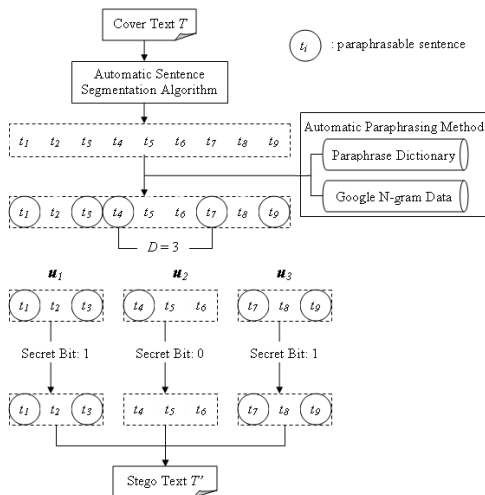 Cover Text T
t_i : paraphrasable sentence
Automatic Sentence
Segmentation Algorithm
Automatic Paraphrasing Method
Paraphrase Dictionary
Google N-gram Data
t1 t2 t3 t4 t5 t6 t7 t8 t9
t1 t2 t3 t4 t5 t6 t7 t8 t9
D = 3
u1 u2 u3
t1 t2 t3 t4 t5 t6 t7 t8 t9
Secret Bit: 1 Secret Bit: 0 Secret Bit: 1
t1 t2 t3 t4 t5 t6 t7 t8 t9
Stego Text T'